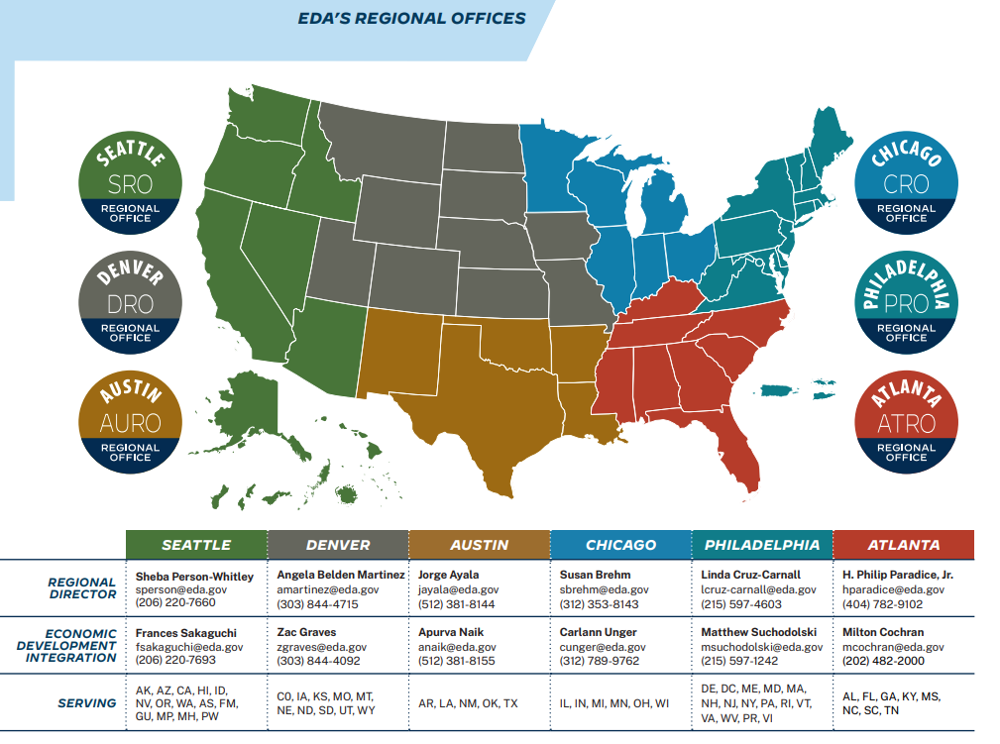 EDA'S REGIONAL OFFICES
SEATTLE
SRO
REGIONAL
OFFICE
DENVER
DRO
REGIONAL
OFFICE
AUSTIN
AURO
REGIONAL
OFFICE
CHICAGO
CRO
REGIONAL
OFFICE
PHILADELPHIA
PRO
REGIONAL
OFFICE
ATLANTA
ATRO
REGIONAL
OFFICE
SEATTLE DENVER AUSTIN CHICAGO PHILADELPHIA ATLANTA
REGIONAL
DIRECTOR
Sheba Person-Whitley
sperson@eda.gov
(206) 220-7660
Angela Belden Martinez
amartinez@eda.gov
(303) 844-4715
Jorge Ayala
jayala@eda.gov
(512) 381-8144
Susan Brehm
sbrehm@eda.gov
(312) 353-8143
Linda Cruz-Carnall
lcruz-carnall@eda.gov
(215) 597-4603
H. Philip Paradice, Jr.
hparadice@eda.gov
(404) 782-9102
ECONOMIC
DEVELOPMENT
INTEGRATION
Frances Sakaguchi
fsakaguchi@eda.gov
(206) 220-7693
Zac Graves
zgraves@eda.gov
(303) 844-4092
Apurva Naik
anaik@eda.gov
(512) 381-8155
Carlann Unger
cunger@eda.gov
(312) 789-9762
Matthew Suchodolski
msuchodolski@eda.gov
(215) 597-1242
Milton Cochran
mcochran@eda.gov
(202) 482-2000
SERVING
AK, AZ, CA, HI, ID,
NV, OR, WA, AS, FM,
GU, MP, MH, PW
CO, IA, KS, MO, MT,
NE, ND, SD, UT, WY
AR, LA, NM, OK, TX
IL, IN, MI, MN, OH, WI
DE, DC, ME, MD, MA,
NH, NJ, NY, PA, RI, VT,
VA, WV, PR, VI
AL, FL, GA, KY, MS,
NC, SC, TN